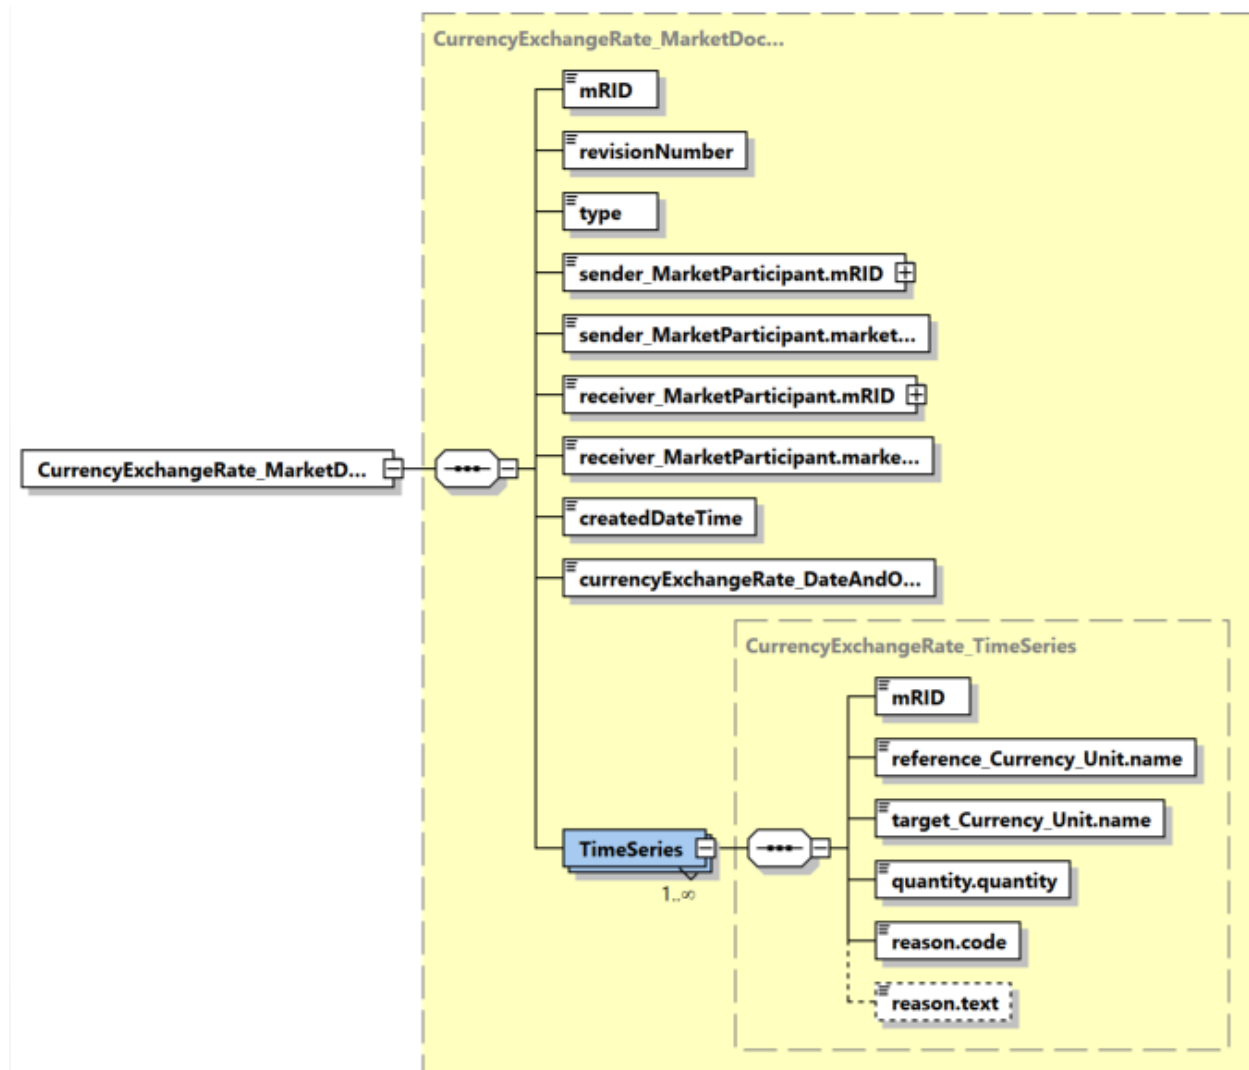 CurrencyExchangeRate_MarketDoc...
mRID
revisionNumber
type
sender_MarketParticipant.mRID
sender_MarketParticipant.market...
receiver_MarketParticipant.mRID
receiver_MarketParticipant.marke...
CurrencyExchangeRate_MarketD...
createdDateTime
currencyExchangeRate_DateAndO...
CurrencyExchangeRate_TimeSeries
mRID
reference_Currency_Unit.name
target_Currency_Unit.name
TimeSeries
1..∞
quantity.quantity
reason.code
reason.text